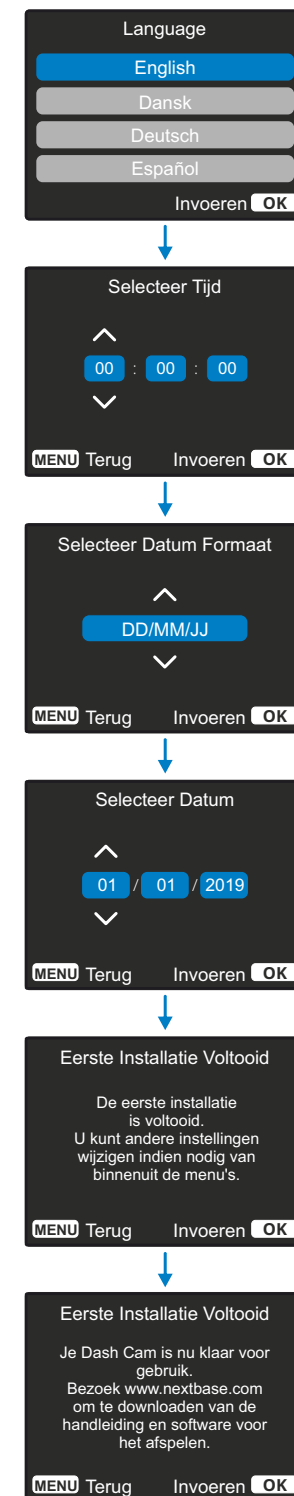 Language
English
Dansk
Deutsch
Español
Invoeren OK
Selecteer Tijd
00 : 00 : 00
MENU Terug Invoeren OK
Selecteer Datum Formaat
DD/MM/JJ
MENU Terug Invoeren OK
Selecteer Datum
01 / 01 / 2019
MENU Terug Invoeren OK
Eerste Installatie Voltooid
De eerste installatie
is voltooid.
U kunt andere instellingen
wijzigen indien nodig van
binnenuit de menu's.
MENU Terug Invoeren OK
Eerste Installatie Voltooid
Je Dash Cam is nu klaar voor
gebruik.
Bezoek www.nextbase.com
om te downloaden van de
handleiding en software voor
het afspelen.
MENU Terug Invoeren OK